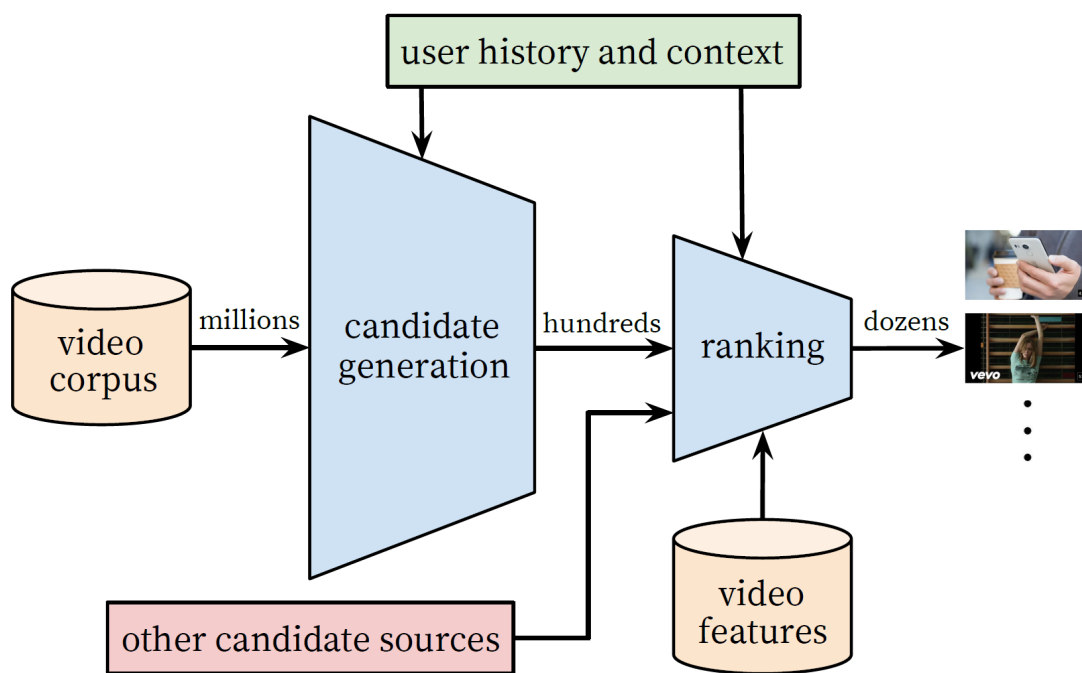 user history and context
video
corpus
millions
candidate
generation
hundreds
ranking
dozens
vevo
other candidate sources
video
features